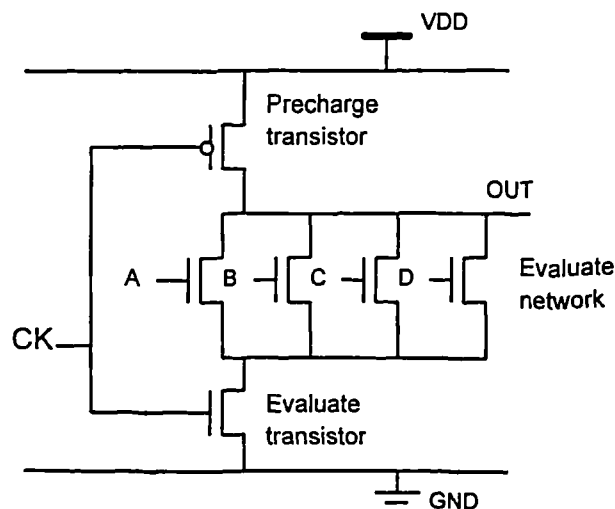 VDD
Precharge
transistor
OUT
A
B
C
D
Evaluate
network
CK
Evaluate
transistor
GND